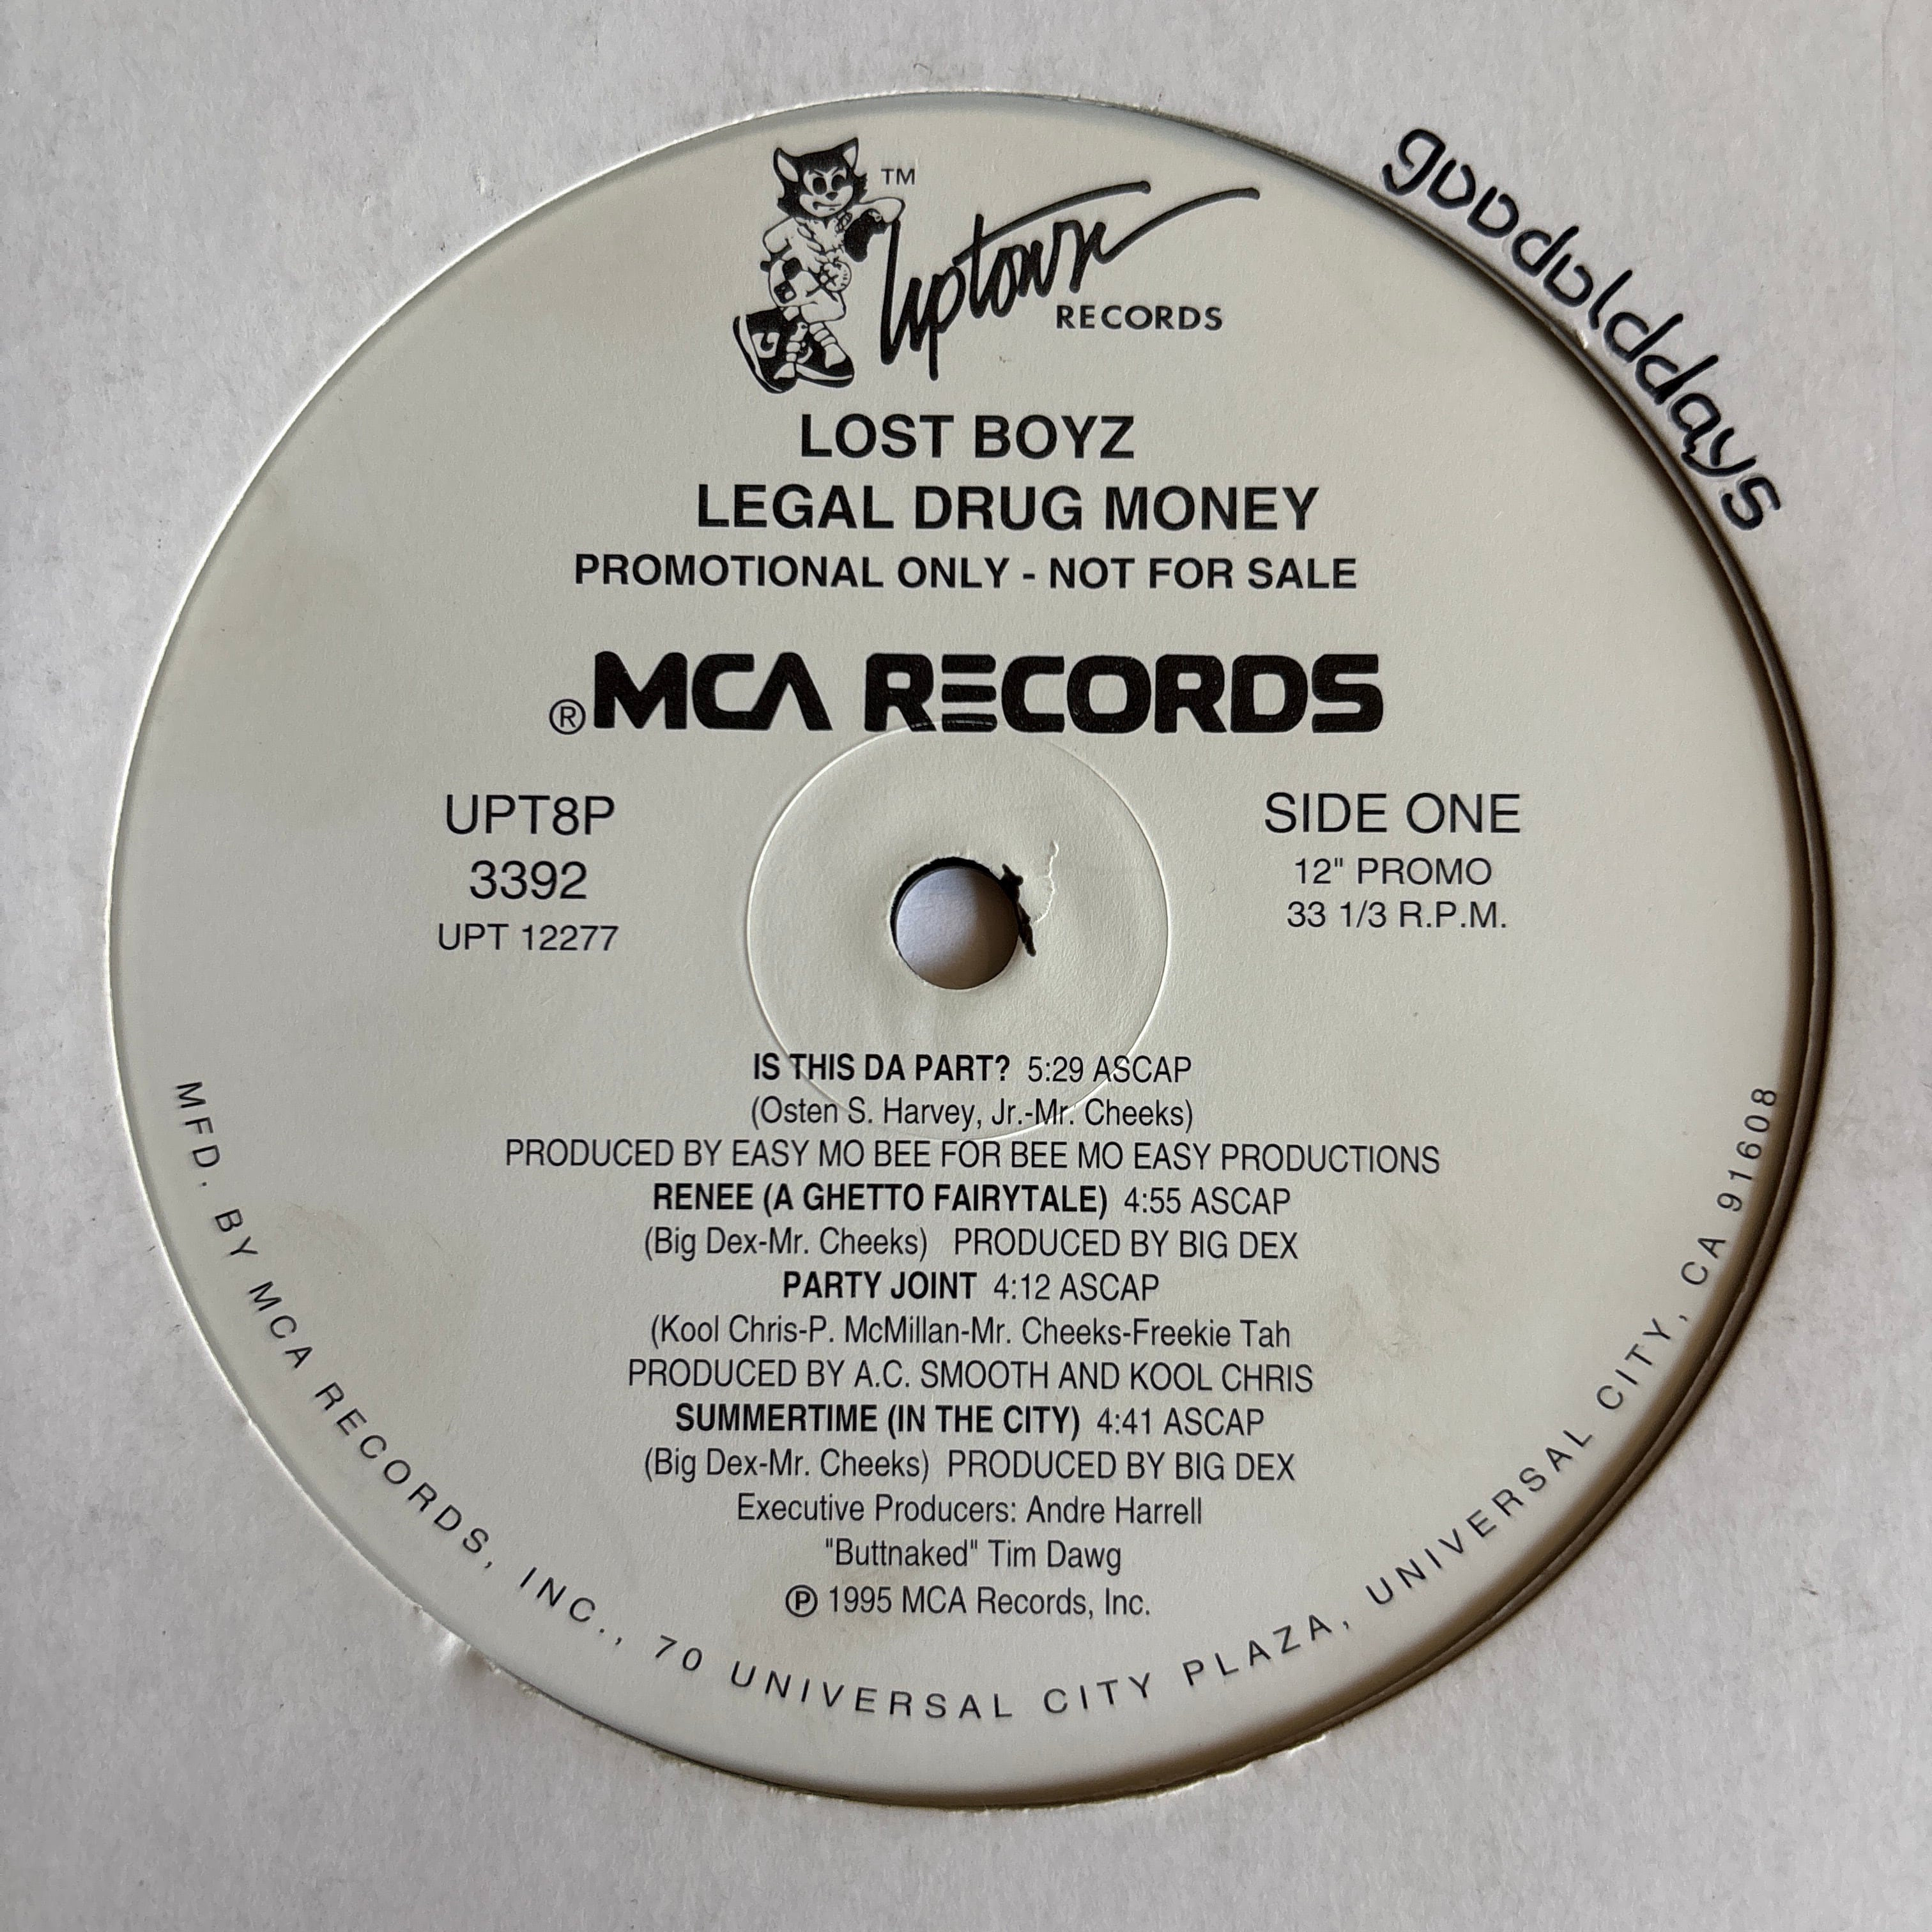 TM
Uptown
RECORDS
gooolddays
LOST BOYZ
LEGAL DRUG MONEY
PROMOTIONAL ONLY - NOT FOR SALE
®MCA RECORDS
UPT8P
3392
UPT 12277
SIDE ONE
12" PROMO
33 1/3 R.P.M.
IS THIS DA PART? 5:29 ASCAP
(Osten S. Harvey, Jr.-Mr. Cheeks)
PRODUCED BY EASY MO BEE FOR BEE MO EASY PRODUCTIONS
RENEE (A GHETTO FAIRYTALE) 4:55 ASCAP
(Big Dex-Mr. Cheeks) PRODUCED BY BIG DEX
PARTY JOINT 4:12 ASCAP
(Kool Chris-P. McMillan-Mr. Cheeks-Freekie Tah
PRODUCED BY A.C. SMOOTH AND KOOL CHRIS
SUMMERTIME (IN THE CITY) 4:41 ASCAP
(Big Dex-Mr. Cheeks) PRODUCED BY BIG DEX
Executive Producers: Andre Harrell
"Buttnaked" Tim Dawg
℗ 1995 MCA Records, Inc.
MFD. BY MCA RECORDS, INC., 70 UNIVERSAL CITY PLAZA, UNIVERSAL CITY, CA 91608